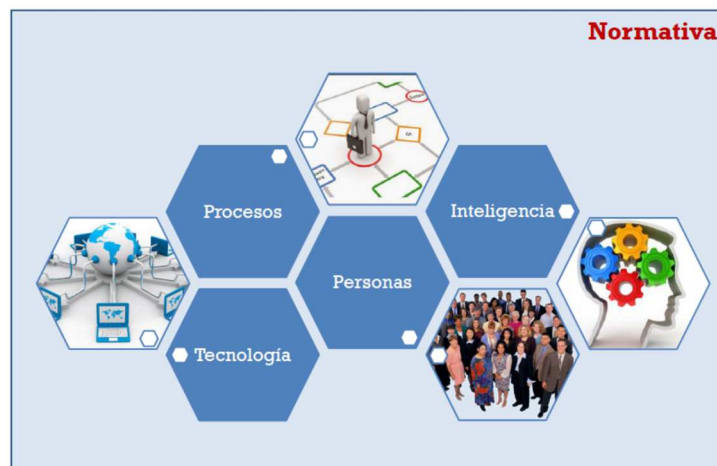 Normativa
Procesos
Inteligencia
Personas
Tecnología